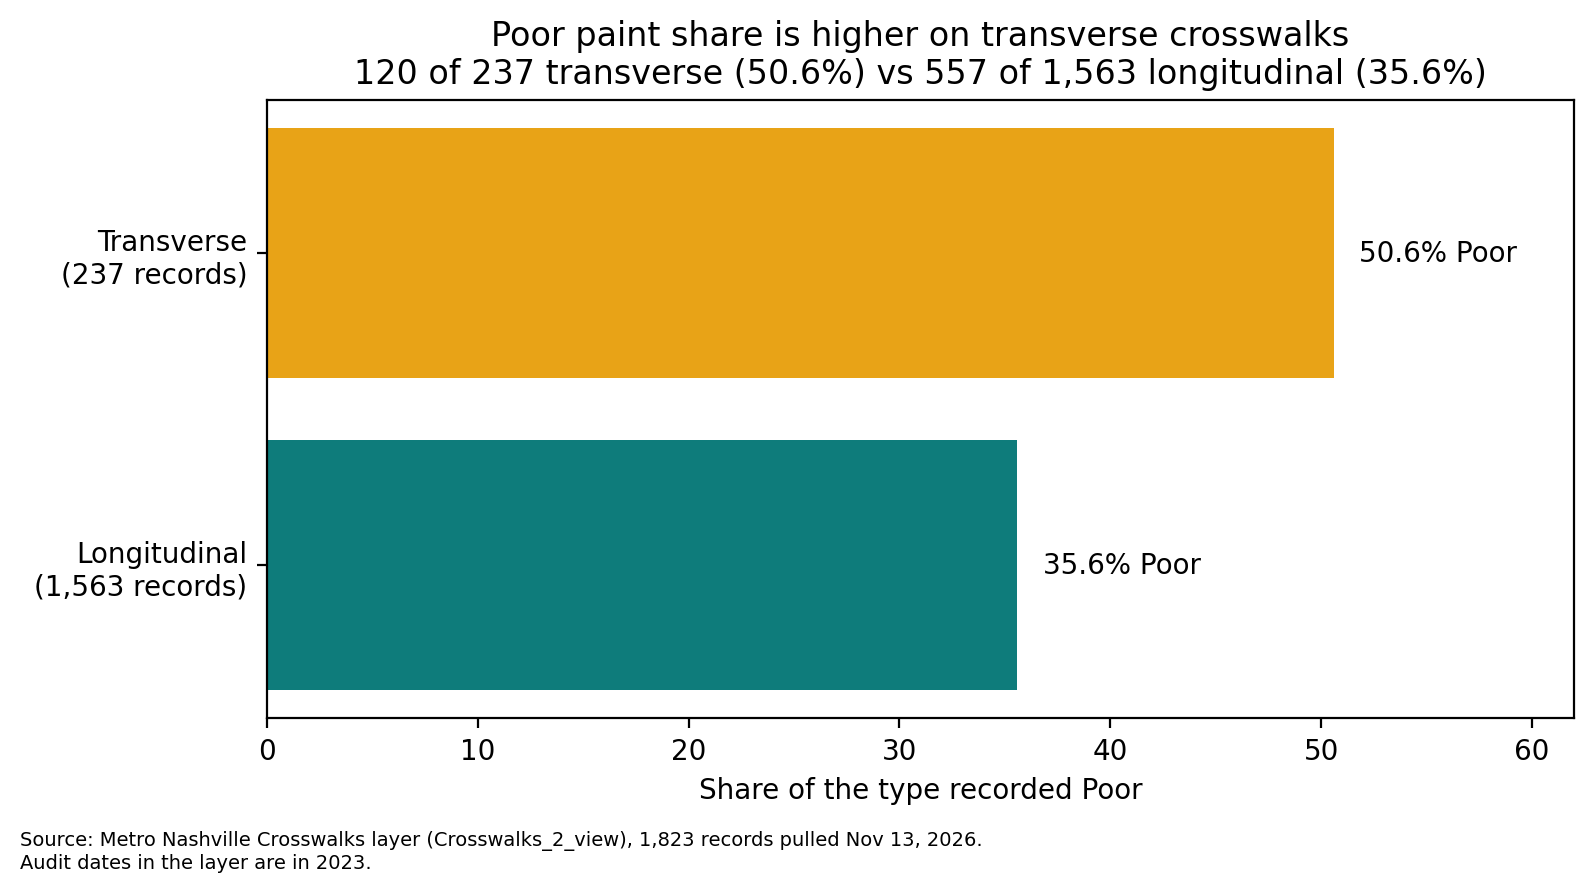 Poor paint share is higher on transverse crosswalks
120 of 237 transverse (50.6%) vs 557 of 1,563 longitudinal (35.6%)
Transverse
(237 records)
50.6% Poor
Longitudinal
(1,563 records)
35.6% Poor
0 10 20 30 40 50 60
Share of the type recorded Poor
Source: Metro Nashville Crosswalks layer (Crosswalks_2_view), 1,823 records pulled Nov 13, 2026.
Audit dates in the layer are in 2023.